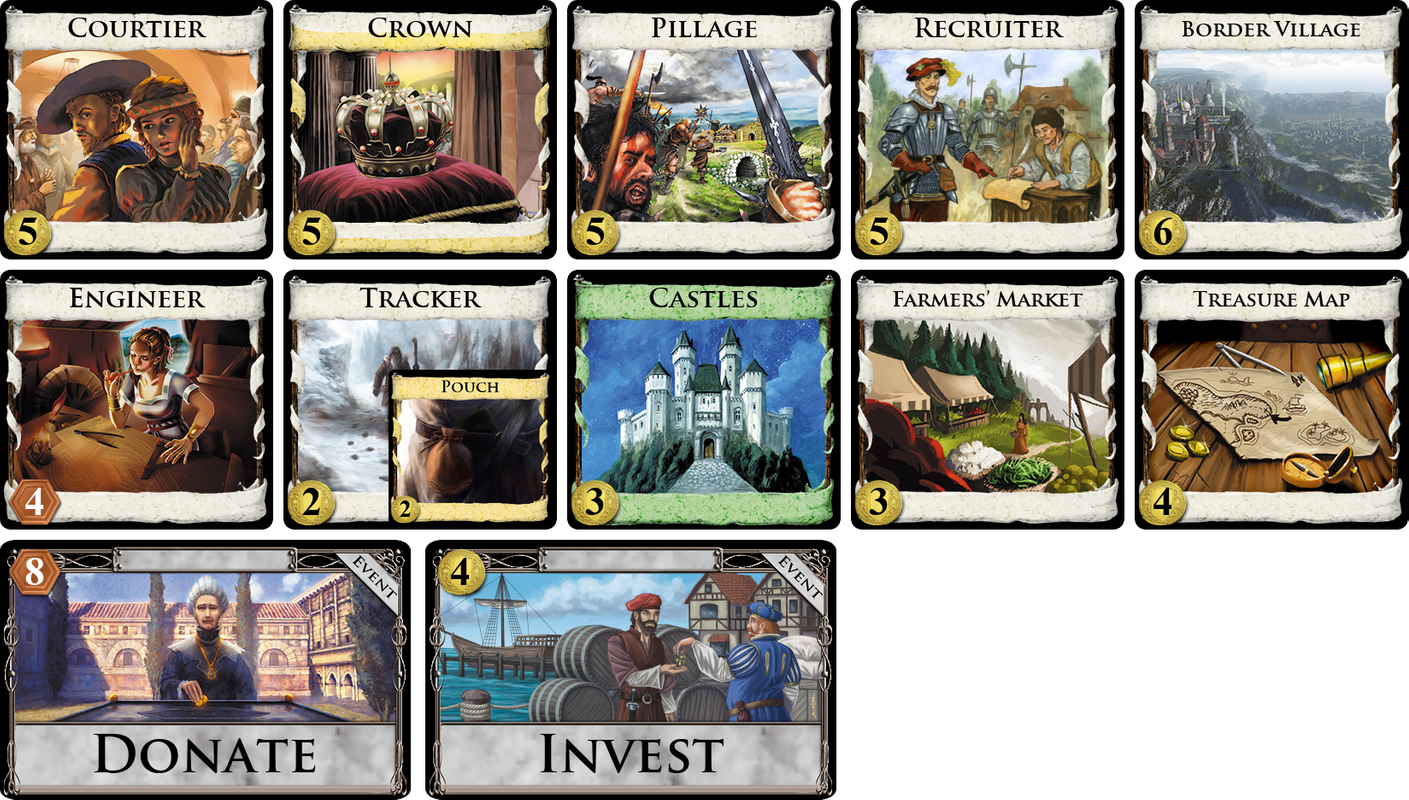 COURTIER
5
CROWN
5
PILLAGE
5
RECRUITER
5
BORDER VILLAGE
6
ENGINEER
4
TRACKER
2
POUCH
2
CASTLES
3
FARMERS' MARKET
3
TREASURE MAP
4
8
EVENT
DONATE
4
EVENT
INVEST